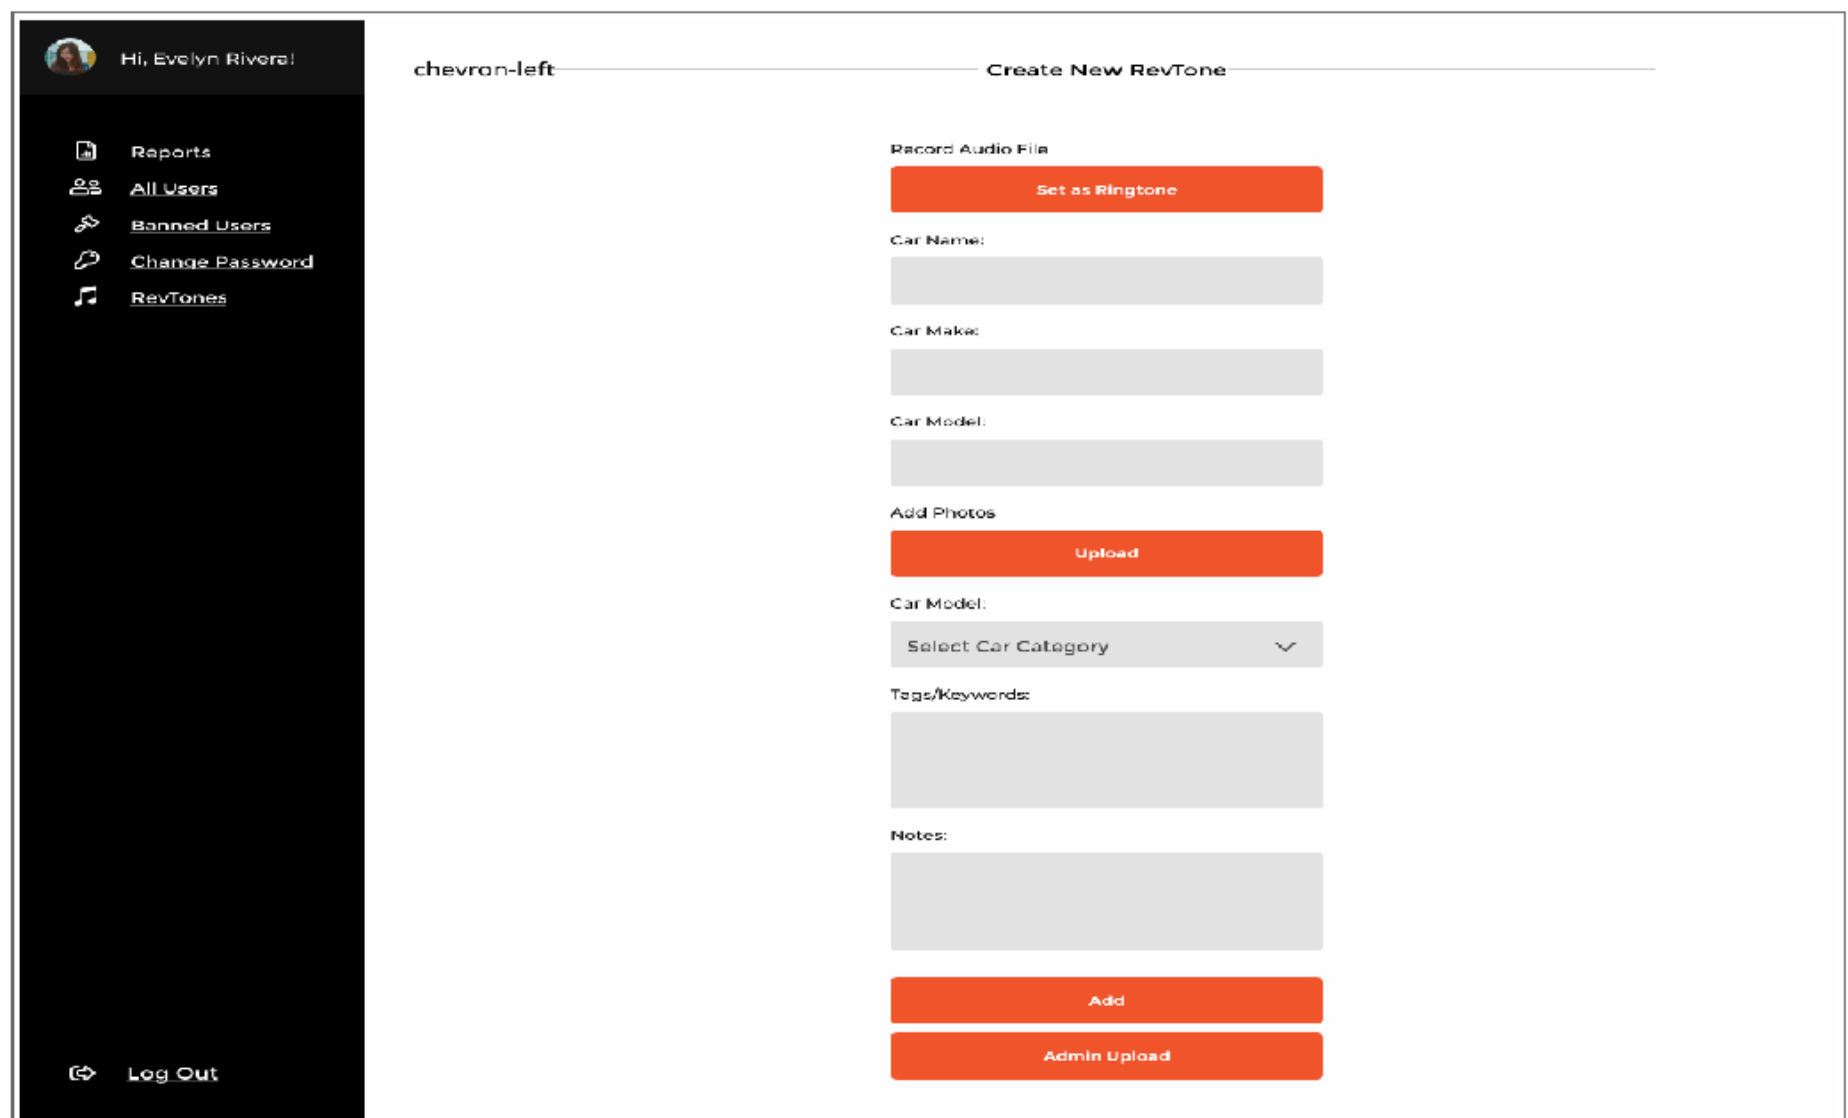 Hi, Evelyn Rivera!
Reports
All Users
Banned Users
Change Password
RevTones
Log Out
chevron-left
Create New RevTone
Record Audio File
Set as Ringtone
Car Name:
Car Make:
Car Model:
Add Photos
Upload
Car Model:
Select Car Category
Tags/Keywords:
Notes:
Add
Admin Upload